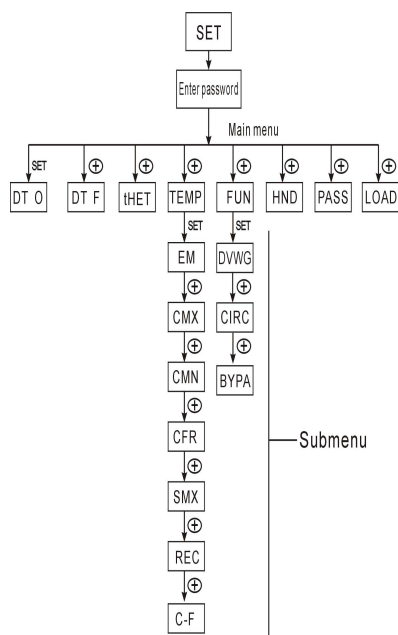 SET
Enter password
Main menu
SET ⊕ ⊕ ⊕ ⊕ ⊕ ⊕ ⊕
DT O DT F tHET TEMP FUN HND PASS LOAD
SET SET
EM DVWG
⊕ ⊕
CMX CIRC
⊕ ⊕
CMN BYPA
⊕
CFR
Submenu
⊕
SMX
⊕
REC
⊕
C-F